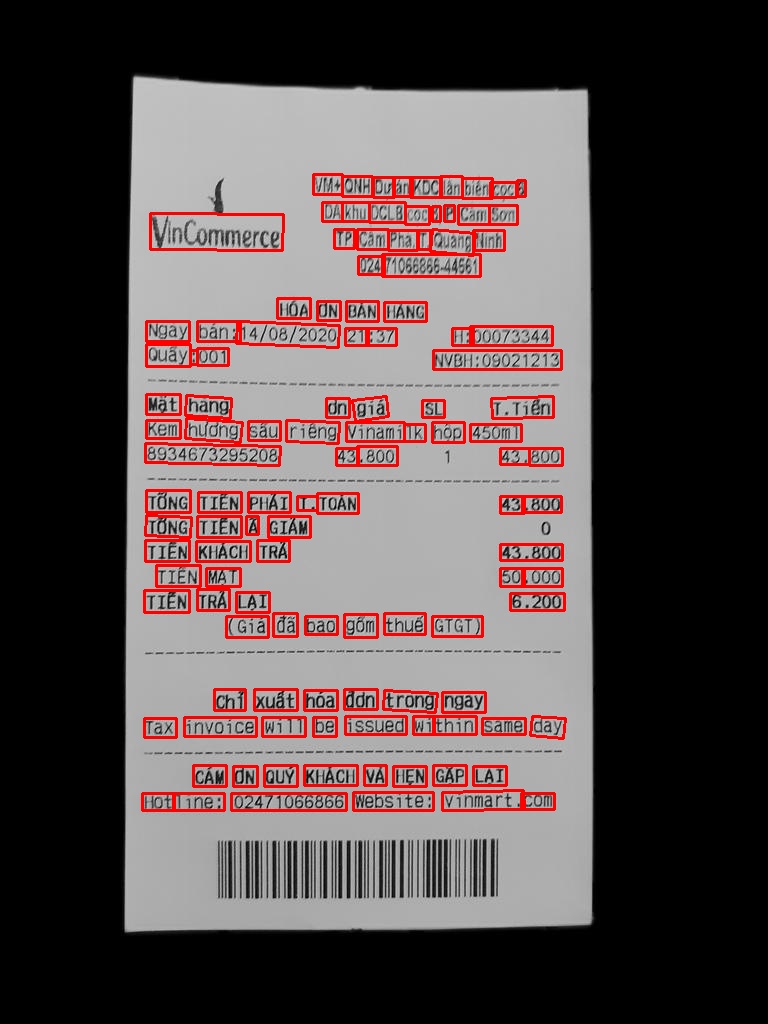 VinCommerce
VM+ QNH Dự án KDC lấn biển cọc 8
DA khu DCLB cọc 8 P Cẩm Sơn
TP. Cẩm Phả, T. Quảng Ninh
024 71066866-44561
HÓA ĐƠN BÁN HÀNG
Ngày bán:14/08/2020 21:37 HĐ:00073344
Quầy:001 NVBH:09021213
Mặt hàng Đơn giá SL T.Tiền
Kem hương sầu riêng Vinamilk hộp 450ml
8934673295208 43.800 1 43.800
TỔNG TIỀN PHẢI T.TOÁN 43.800
TỔNG TIỀN ĐÃ GIẢM 0
TIỀN KHÁCH TRẢ 43.800
TIỀN MẶT 50.000
TIỀN TRẢ LẠI 6.200
(Giá đã bao gồm thuế GTGT)
Chỉ xuất hóa đơn trong ngày
Tax invoice will be issued within same day
CẢM ƠN QUÝ KHÁCH VÀ HẸN GẶP LẠI
Hotline: 02471066866 Website: vinmart.com